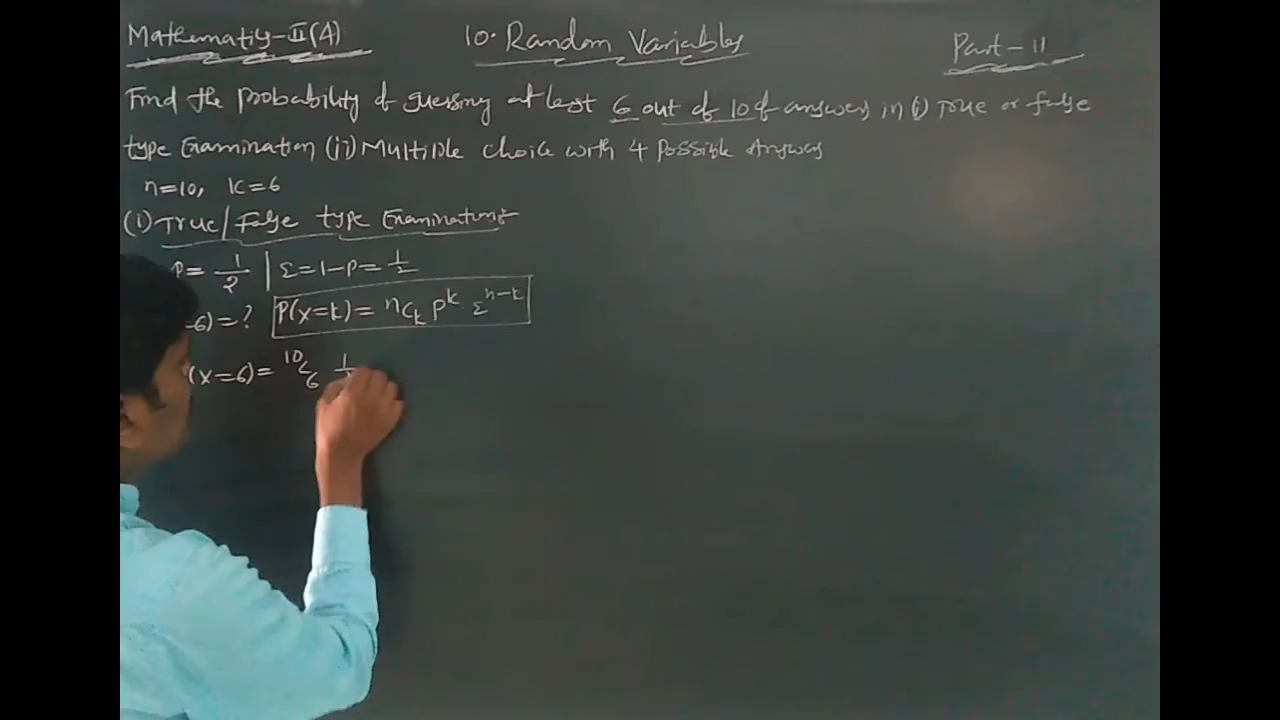 Mathematics-II(A) 10. Random Variables Part-11
Find the probability of guessing at least 6 out of 10 of answers in (i) True or false
type Examination (ii) Multiple choice with 4 possible Answers
n=10, K=6
(i) True/False type Examination:
P= 1/2 | q=1-P= 1/2
6)=? P(X=K)= nCk P^k q^n-k
(X=6)= 10C6 1